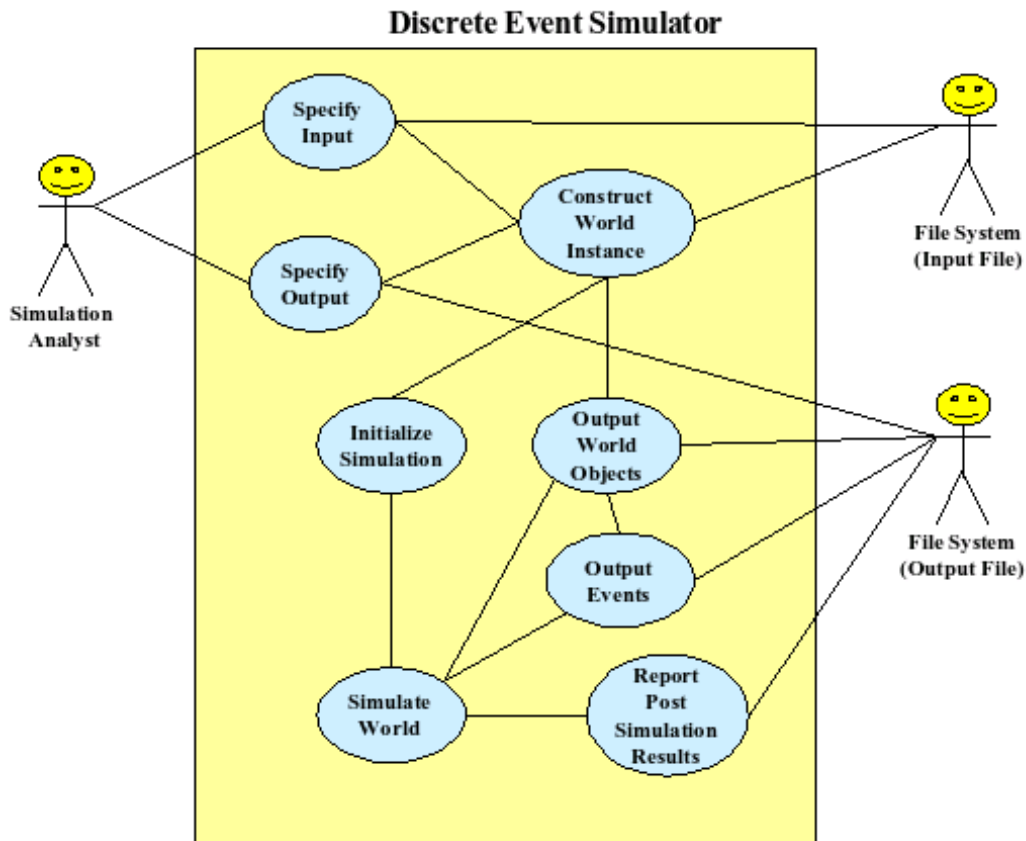 Discrete Event Simulator
Specify
Input
Construct
World
Instance
File System
(Input File)
Specify
Output
Simulation
Analyst
Initialize
Simulation
Output
World
Objects
File System
(Output File)
Output
Events
Simulate
World
Report
Post
Simulation
Results